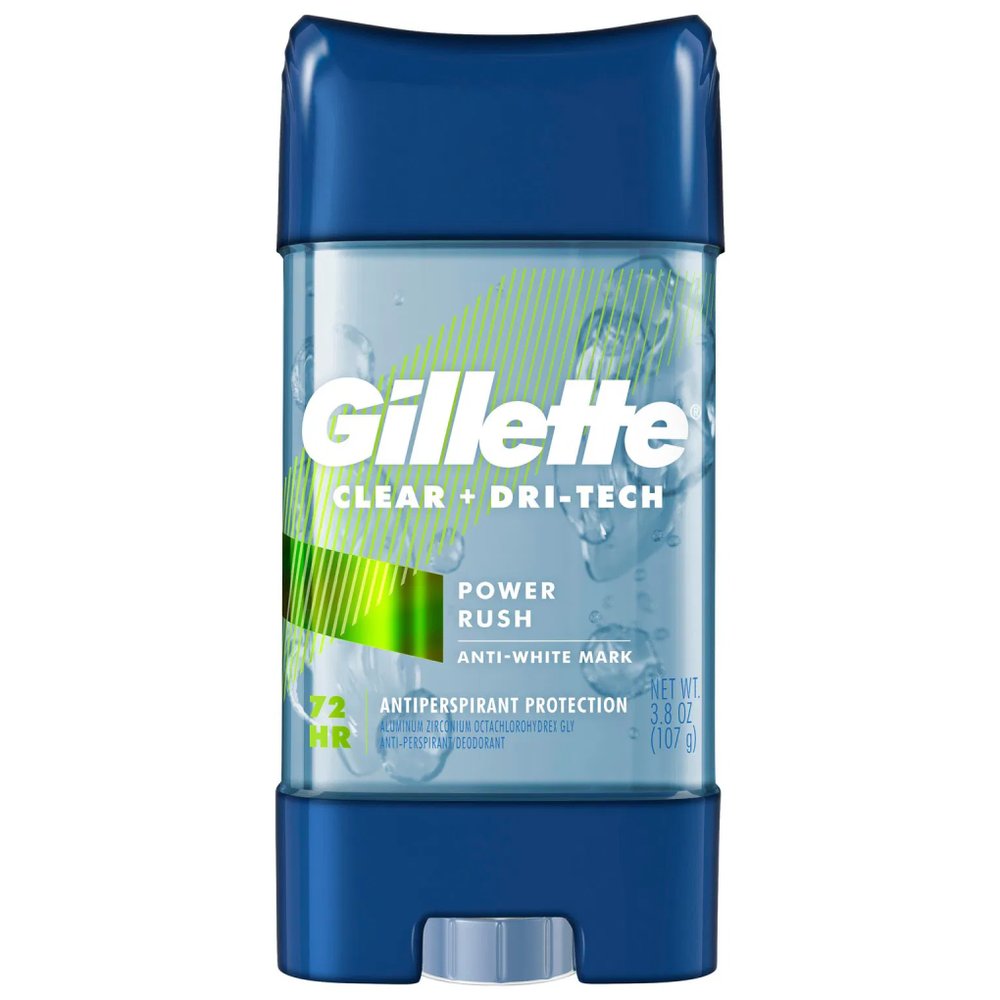 Gillette®
CLEAR + DRI-TECH
POWER
RUSH
ANTI-WHITE MARK
72
HR
ANTIPERSPIRANT PROTECTION
ALUMINUM ZIRCONIUM OCTACHLOROHYDREX GLY
ANTI-PERSPIRANT/DEODORANT
NET WT.
3.8 OZ
(107 g)